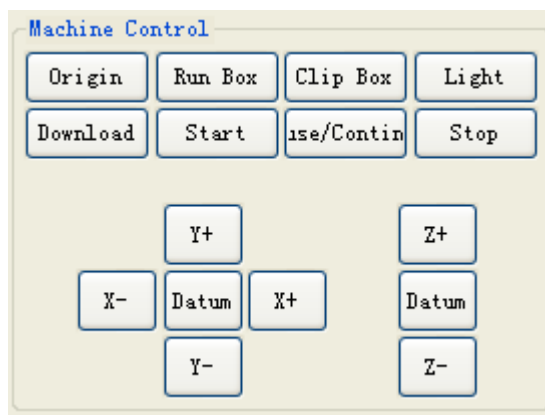 Machine Control
Origin Run Box Clip Box Light
Download Start use/Contin Stop
Y+ Z+
X- Datum X+ Datum
Y- Z-